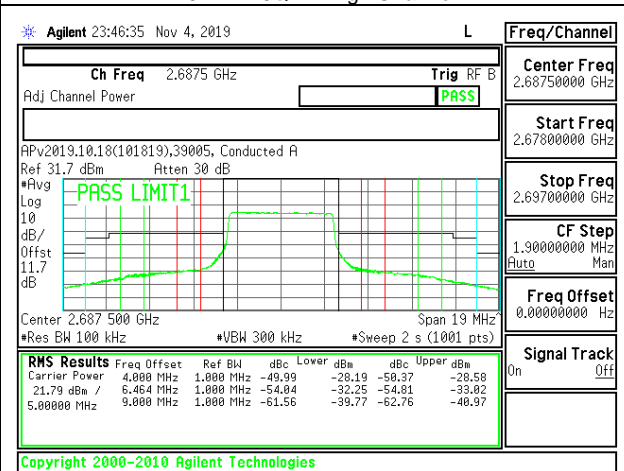 Agilent 23:46:35 Nov 4, 2019 L
Ch Freq 2.6875 GHz Trig RF B
Adj Channel Power PASS
APv2019.10.18(101819),39005, Conducted A
Ref 31.7 dBm Atten 30 dB
#Avg
Log
10
dB/
Offst
11.7
dB
PASS LIMIT1
Center 2.687 500 GHz Span 19 MHz^
#Res BW 100 kHz #VBW 300 kHz #Sweep 2 s (1001 pts)
RMS Results Freq Offset Ref BW dBc Lower dBm dBc Upper dBm
Carrier Power 4.000 MHz 1.000 MHz -49.99 -28.19 -50.37 -28.58
21.79 dBm / 6.464 MHz 1.000 MHz -54.04 -32.25 -54.81 -33.02
5.00000 MHz 9.000 MHz 1.000 MHz -61.56 -39.77 -62.76 -40.97
Copyright 2000-2010 Agilent Technologies
Freq/Channel
Center Freq
2.68750000 GHz
Start Freq
2.67800000 GHz
Stop Freq
2.69700000 GHz
CF Step
1.90000000 MHz
Auto Man
Freq Offset
0.00000000 Hz
Signal Track
On Off